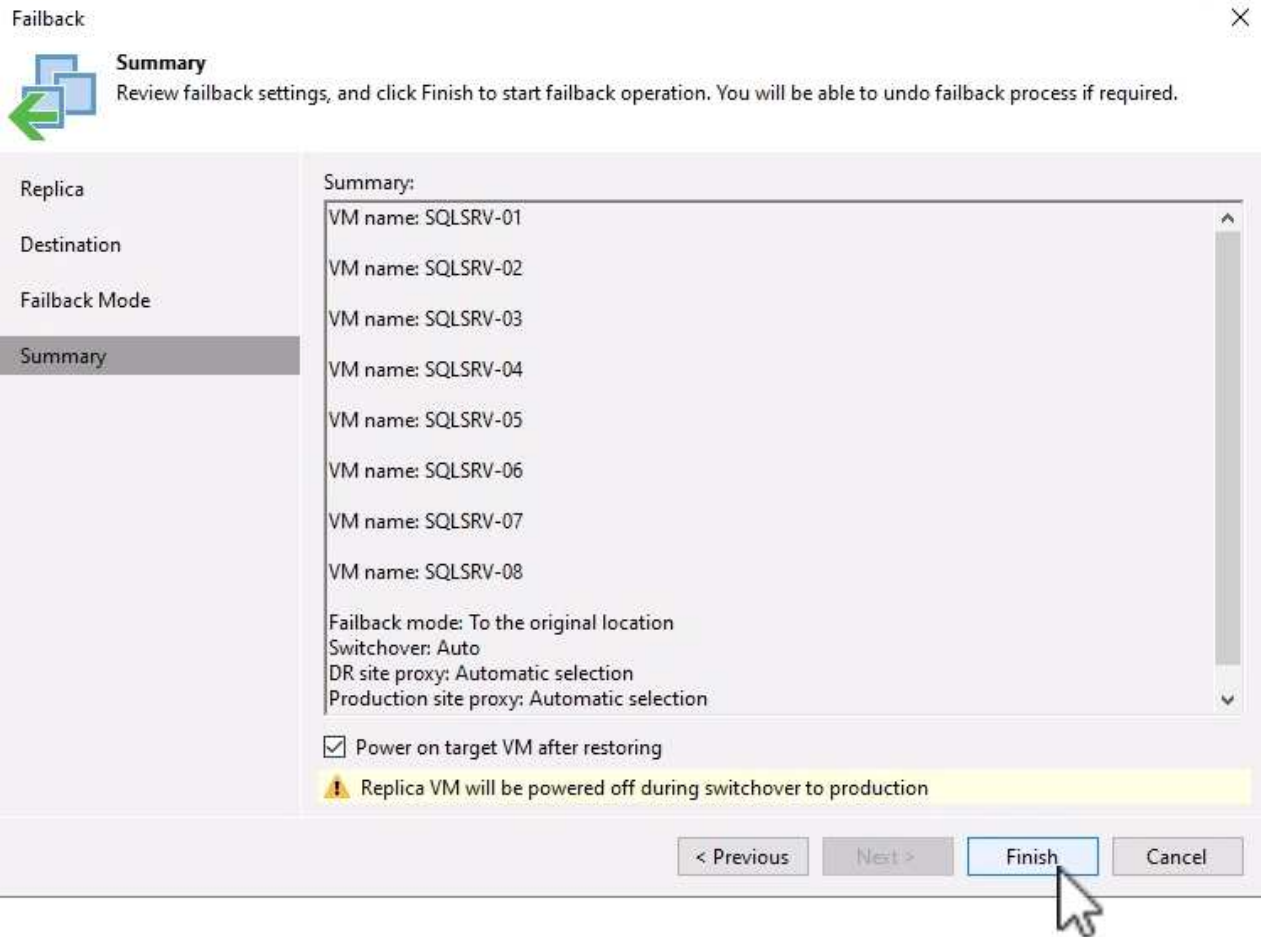 Failback
Summary
Review failback settings, and click Finish to start failback operation. You will be able to undo failback process if required.
Replica
Destination
Failback Mode
Summary
Summary:
VM name: SQLSRV-01
VM name: SQLSRV-02
VM name: SQLSRV-03
VM name: SQLSRV-04
VM name: SQLSRV-05
VM name: SQLSRV-06
VM name: SQLSRV-07
VM name: SQLSRV-08
Failback mode: To the original location
Switchover: Auto
DR site proxy: Automatic selection
Production site proxy: Automatic selection
Power on target VM after restoring
Replica VM will be powered off during switchover to production
< Previous Next > Finish Cancel